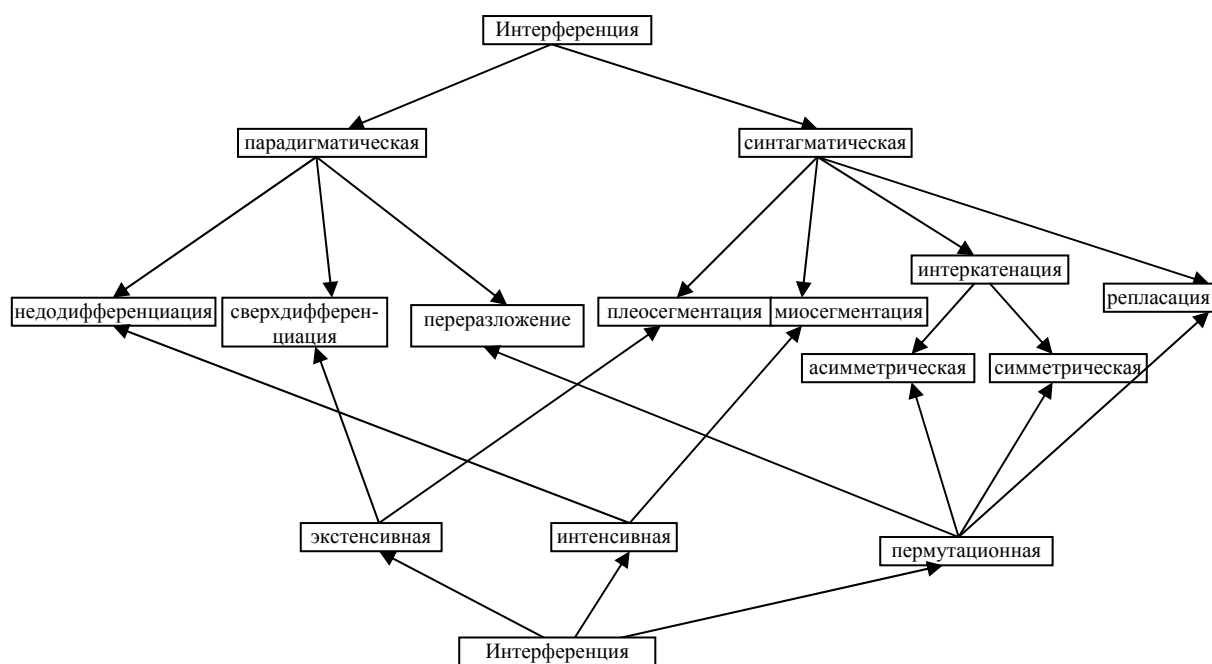 Интерференция
парадигматическая
синтагматическая
интеркатенация
недодифференциация
сверхдифферен-
циация
переразложение
плеосегментация
миосегментация
репласация
асимметрическая
симметрическая
экстенсивная
интенсивная
пермутационная
Интерференция